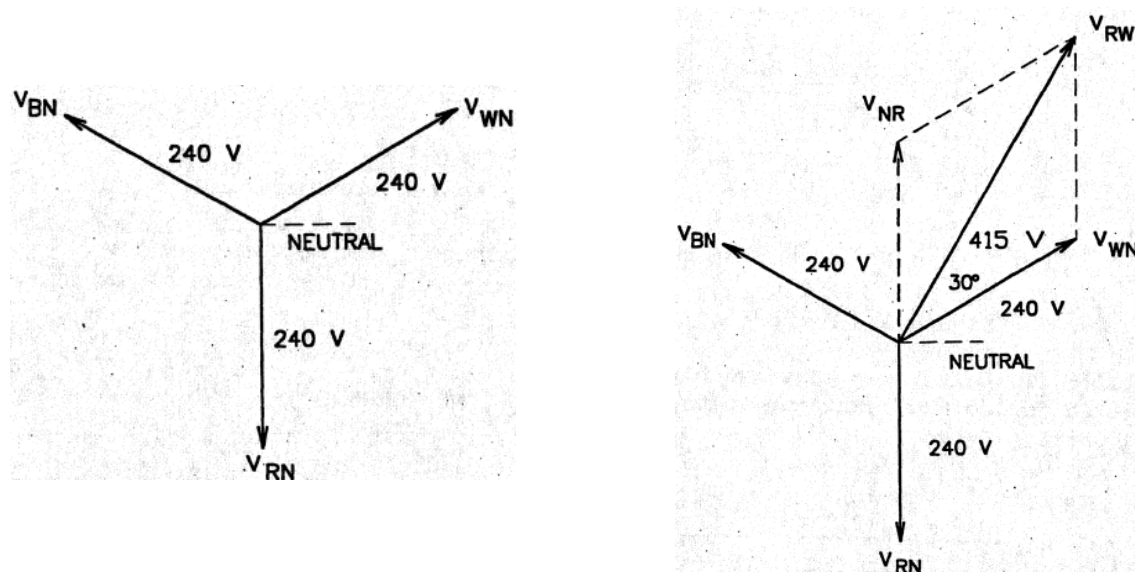 VBN
VWN
240 V
240 V
NEUTRAL
240 V
VRN
VRW
VNR
VBN
VWN
240 V
415 V
30°
240 V
NEUTRAL
240 V
VRN